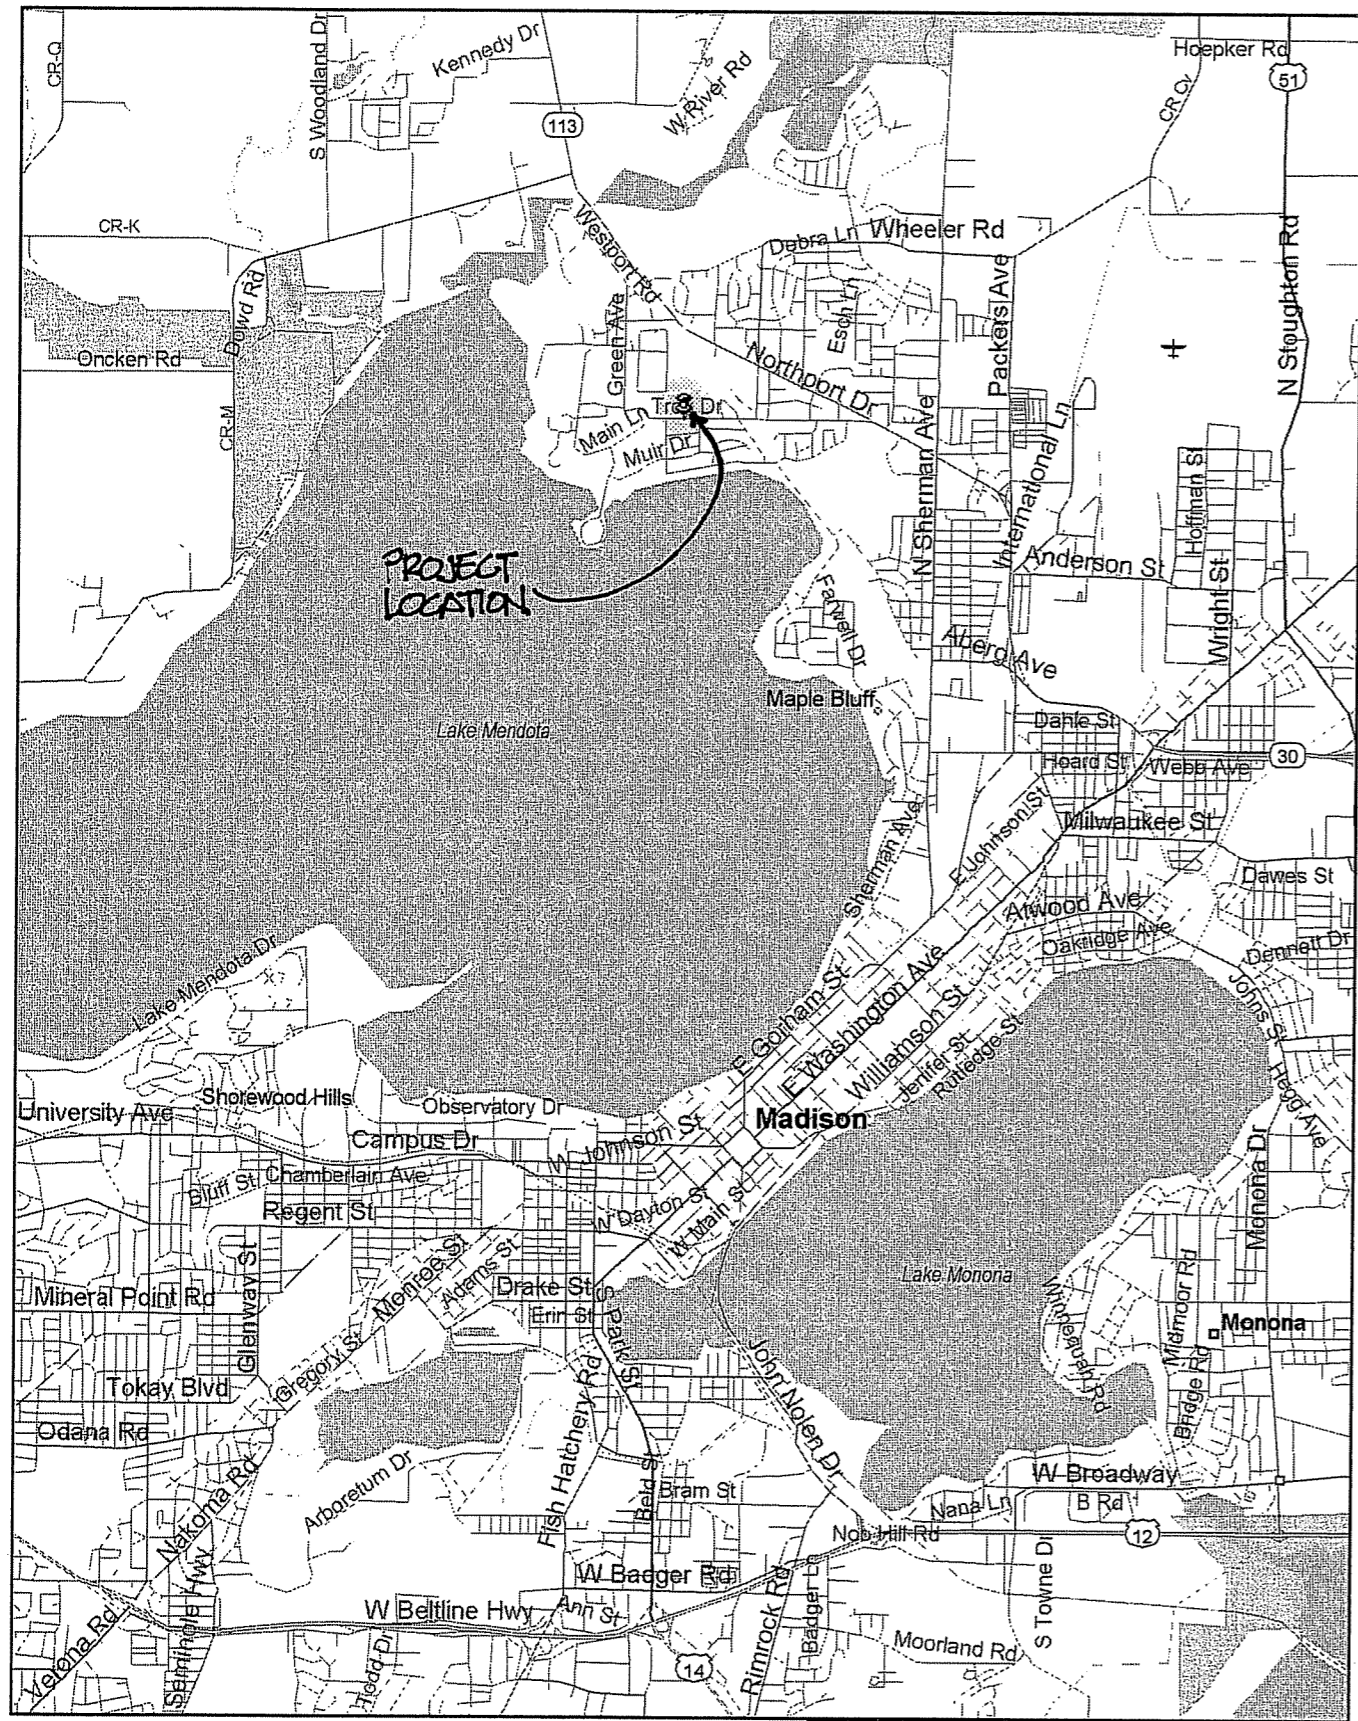 CR-Q
S Woodland Dr
Kennedy Dr
113
W River Rd
Hoepker Rd
51
CR CV
CR-K
Westport Rd
Debra Ln
Wheeler Rd
Dowd Rd
Green Ave
Esch Ln
Packers Ave
N Stoughton Rd
Oncken Rd
Northport Dr
CR-M
Main Ln
Muir Dr
N Sherman Ave
International Ln
Hoffman St
PROJECT
LOCATION
Anderson St
Wright St
Farwell Dr
Aberg Ave
Maple Bluff
Lake Mendota
Dahle St
Hoard St
Webb Ave
30
E Johnson St
Milwaukee St
Sherman Ave
Dawes St
Atwood Ave
Oakridge Ave
Dennett Dr
Lake Mendota Dr
E Gorham St
E Washington Ave
Williamson St
Jenifer St
Rutledge St
Johns St
Hegg Ave
Shorewood Hills
University Ave
Observatory Dr
Madison
Campus Dr
W Johnson St
Bluff St
Chamberlain Ave
Regent St
W Dayton St
W Main St
Monona Dr
Glenway St
Monroe St
Adams St
Drake St
Lake Monona
Mineral Point Rd
Erin St
S Park St
Winnequah Rd
Midmoor Rd
Monona
Gregory St
Tokay Blvd
Fish Hatchery Rd
John Nolen Dr
Bridge Rd
Odana Rd
Nakoma Rd
Arboretum Dr
Beld St
Bram St
W Broadway
Nana Ln
B Rd
Nob Hill Rd
12
W Badger Rd
Rimrock Rd
Badger Ln
S Towne Dr
W Beltline Hwy
Ann St
Verona Rd
Seminole Hwy
Todd Dr
14
Moorland Rd